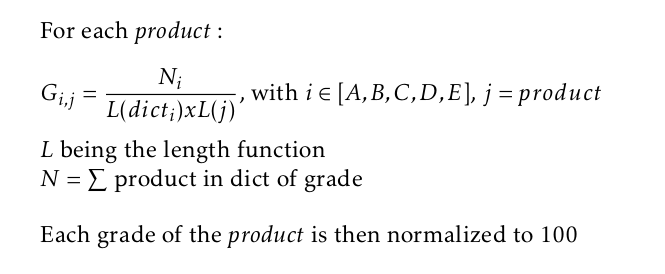 For each product :
G_{i,j} = N_i / L(dict_i)xL(j), with i ∈ [A,B,C,D,E], j = product
L being the length function
N = ∑ product in dict of grade
Each grade of the product is then normalized to 100